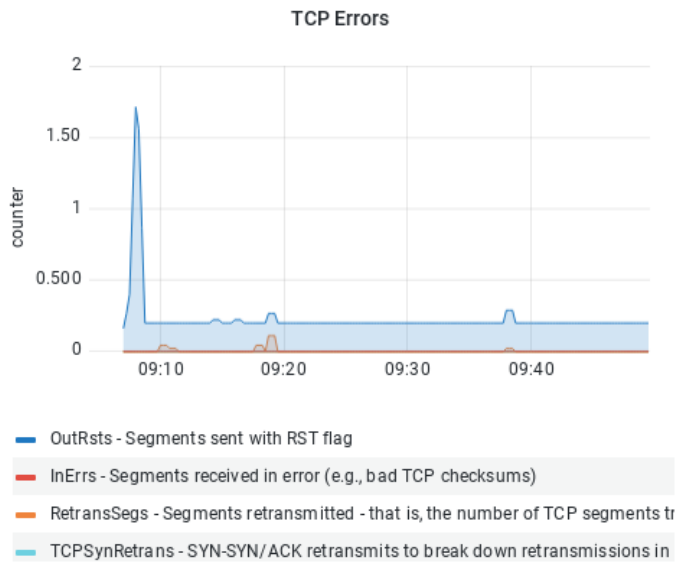 TCP Errors
2
1.50
1
0.500
0
counter
09:10 09:20 09:30 09:40
OutRsts - Segments sent with RST flag
InErrs - Segments received in error (e.g., bad TCP checksums)
RetransSegs - Segments retransmitted - that is, the number of TCP segments
TCPSynRetrans - SYN-SYN/ACK retransmits to break down retransmissions in